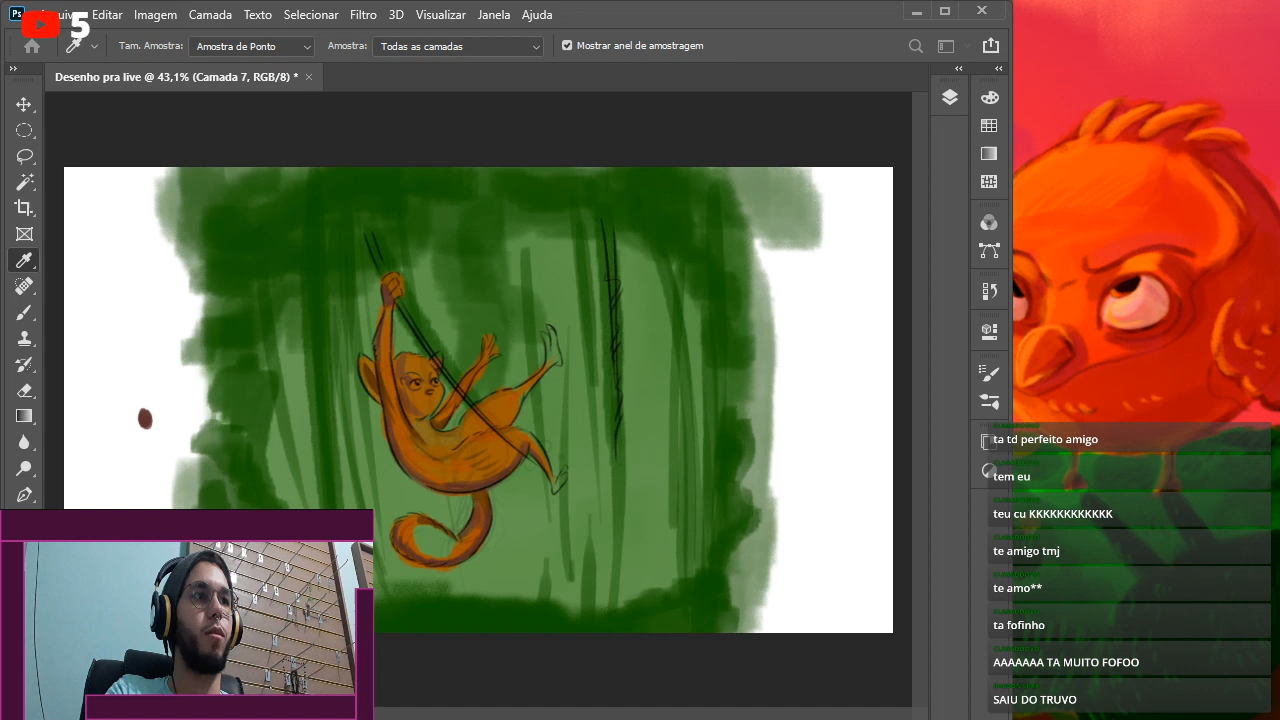 Ps
Editar Imagem Camada Texto Selecionar Filtro 3D Visualizar Janela Ajuda
5
Tam. Amostra: Amostra de Ponto Amostra: Todas as camadas Mostrar anel de amostragem
Desenho pra live @ 43,1% (Camada 7, RGB/8) *
ta td perfeito amigo
tem eu
teu cu KKKKKKKKKKKK
te amigo tmj
te amo**
ta fofinho
AAAAAAA TA MUITO FOFOO
SAIU DO TRUVO